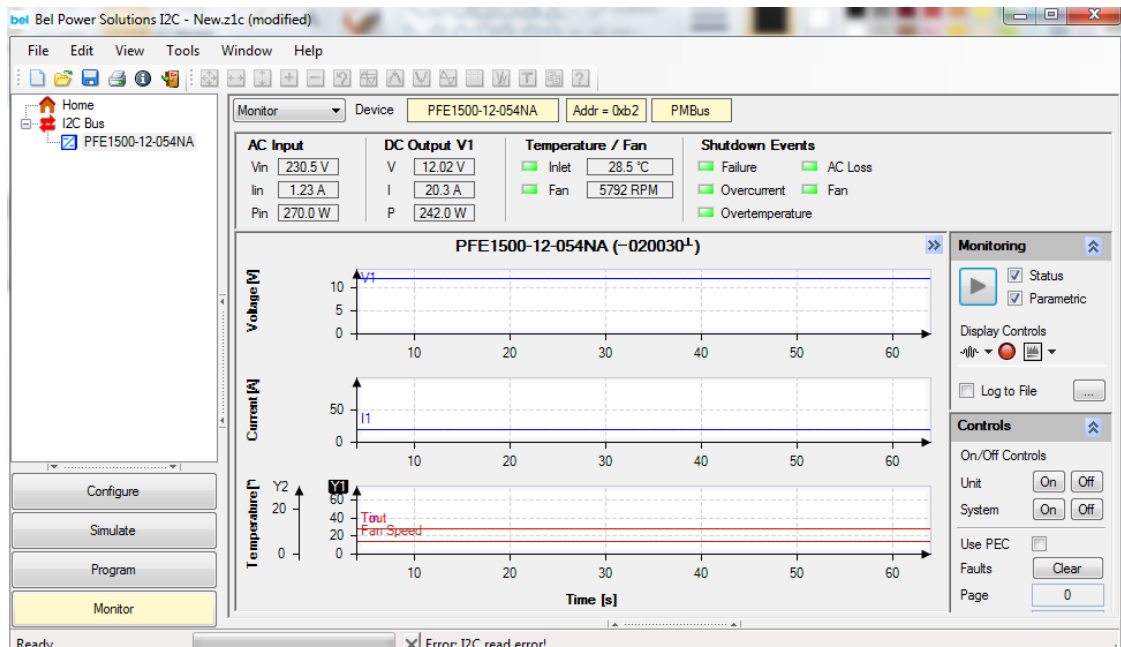 bel Bel Power Solutions I2C - New.z1c (modified)
File Edit View Tools Window Help
Home
I2C Bus
PFE1500-12-054NA
Monitor Device PFE1500-12-054NA Addr = 0xb2 PMBus
AC Input DC Output V1 Temperature / Fan Shutdown Events
Vin 230.5 V V 12.02 V Inlet 28.5 °C Failure AC Loss
Iin 1.23 A I 20.3 A Fan 5792 RPM Overcurrent Fan
Pin 270.0 W P 242.0 W Overtemperature
PFE1500-12-054NA (−020030┴)
Voltage [V]
V1
10
5
0
10 20 30 40 50 60
Current [A]
50
I1
0
10 20 30 40 50 60
Temperature [
Y2 Y1
60
20 40
20
0 0
Fan Speed
10 20 30 40 50 60
Time [s]
Monitoring
Status
Parametric
Display Controls
Log to File ...
Controls
On/Off Controls
Unit On Off
System On Off
Use PEC
Faults Clear
Page 0
Configure
Simulate
Program
Monitor
Ready Error: I2C read error!